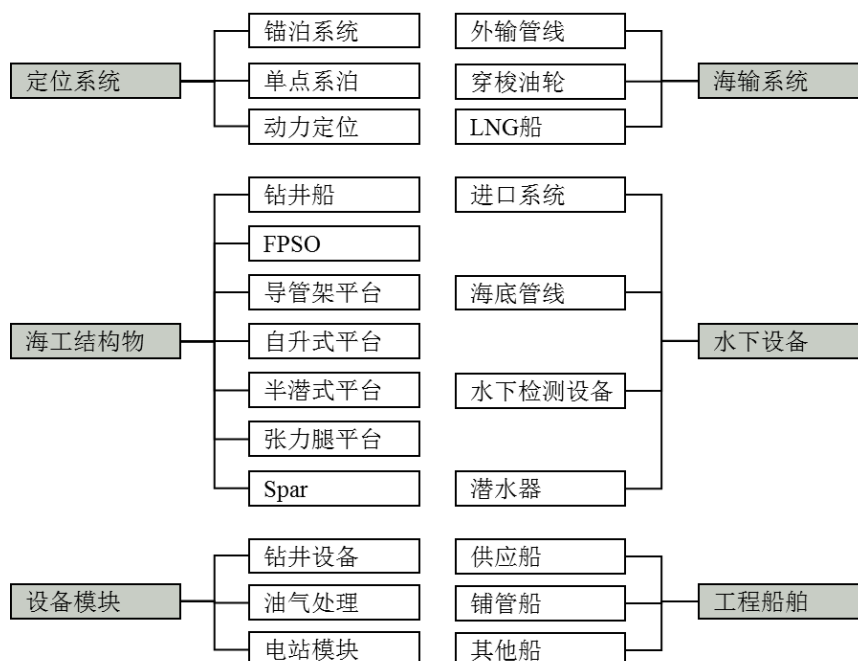 锚泊系统
外输管线
定位系统
单点系泊
穿梭油轮
海输系统
动力定位
LNG船
钻井船
进口系统
FPSO
导管架平台
海底管线
海工结构物
自升式平台
水下设备
半潜式平台
水下检测设备
张力腿平台
Spar
潜水器
钻井设备
供应船
设备模块
油气处理
铺管船
工程船舶
电站模块
其他船